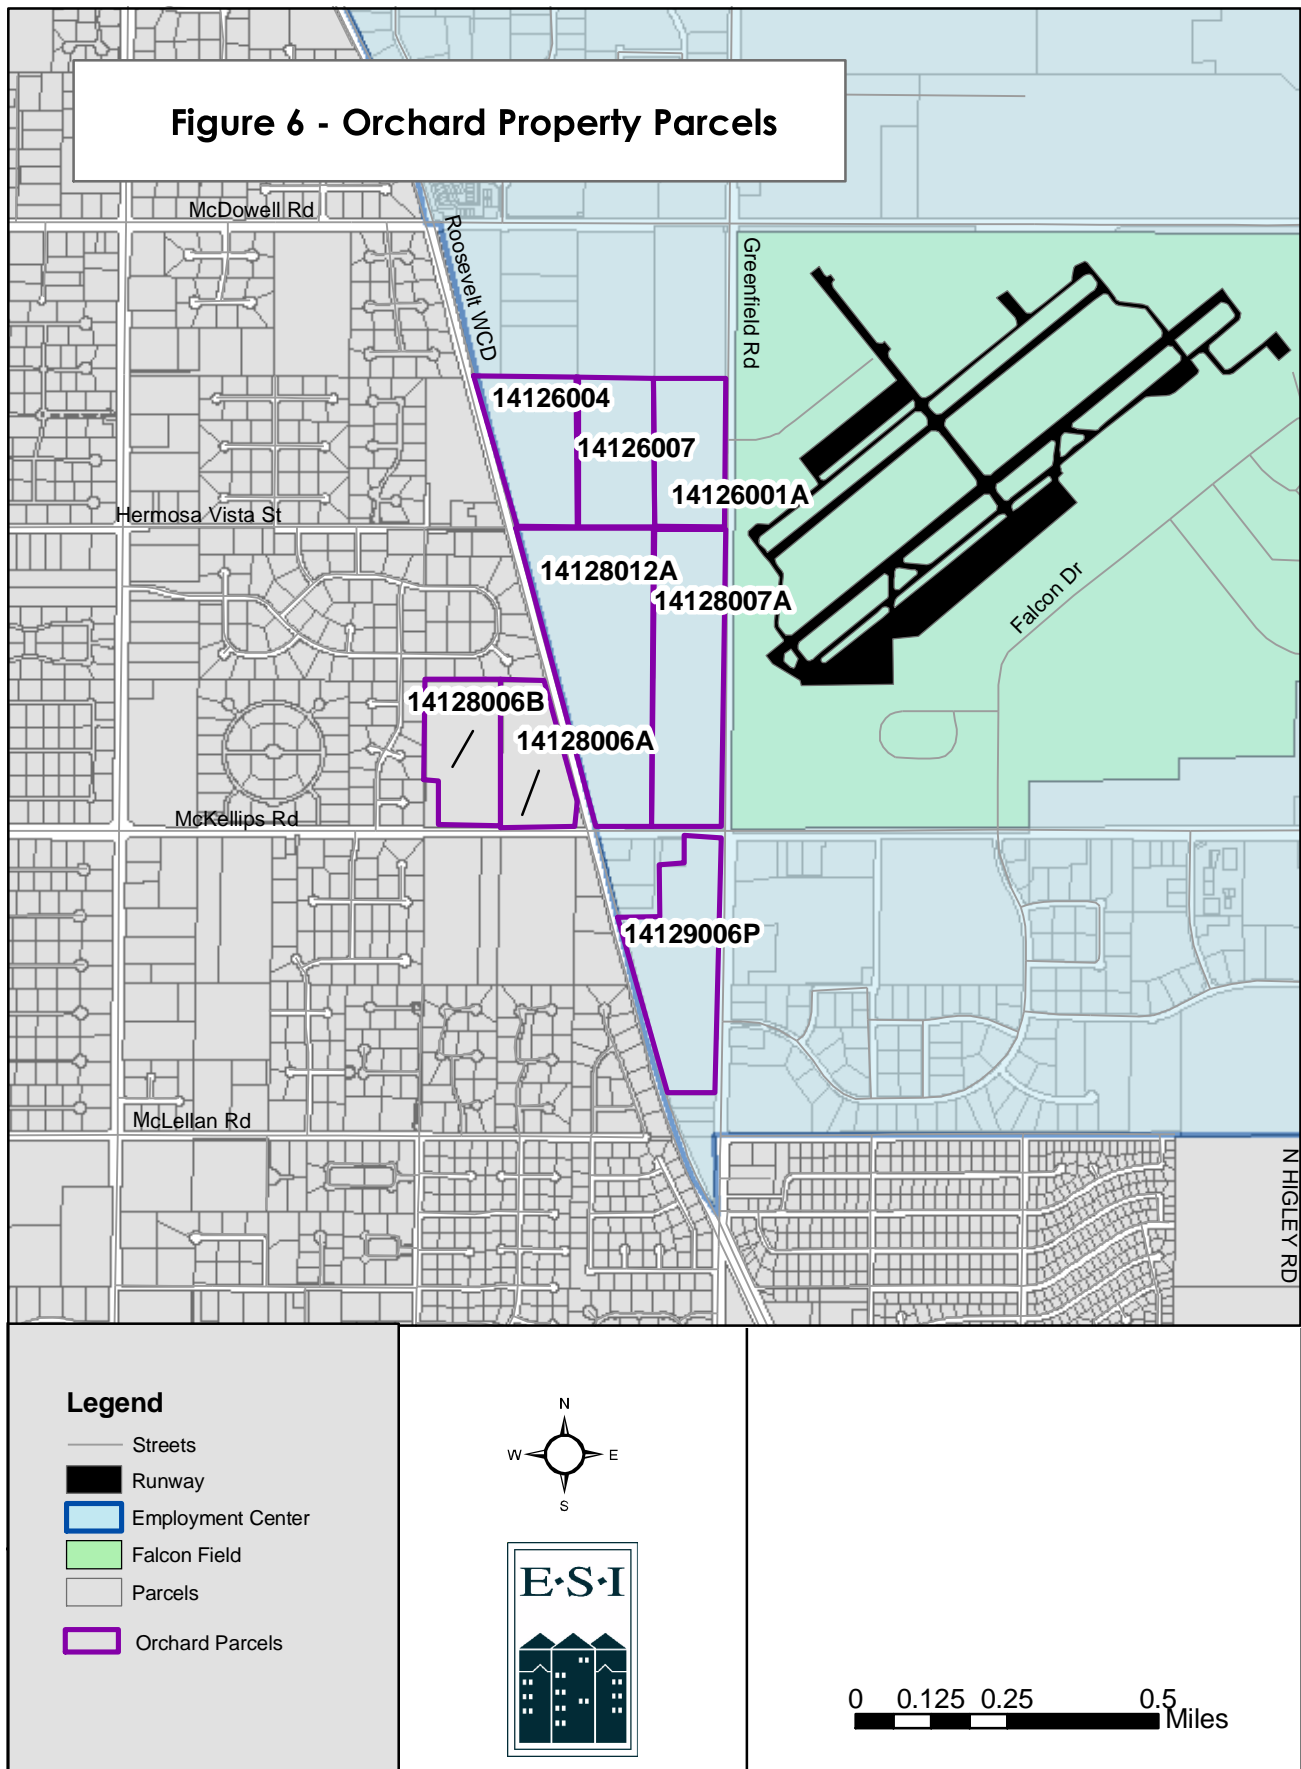 Figure 6 - Orchard Property Parcels
McDowell Rd
Roosevelt WCD
Greenfield Rd
14126004
14126007
14126001A
Hermosa Vista St
14128012A
14128007A
Falcon Dr
14128006B
14128006A
McKellips Rd
14129006P
McLellan Rd
N HIGLEY RD
Legend
Streets
Runway
Employment Center
Falcon Field
Parcels
Orchard Parcels
N
W E
S
E·S·I
0 0.125 0.25 0.5
Miles